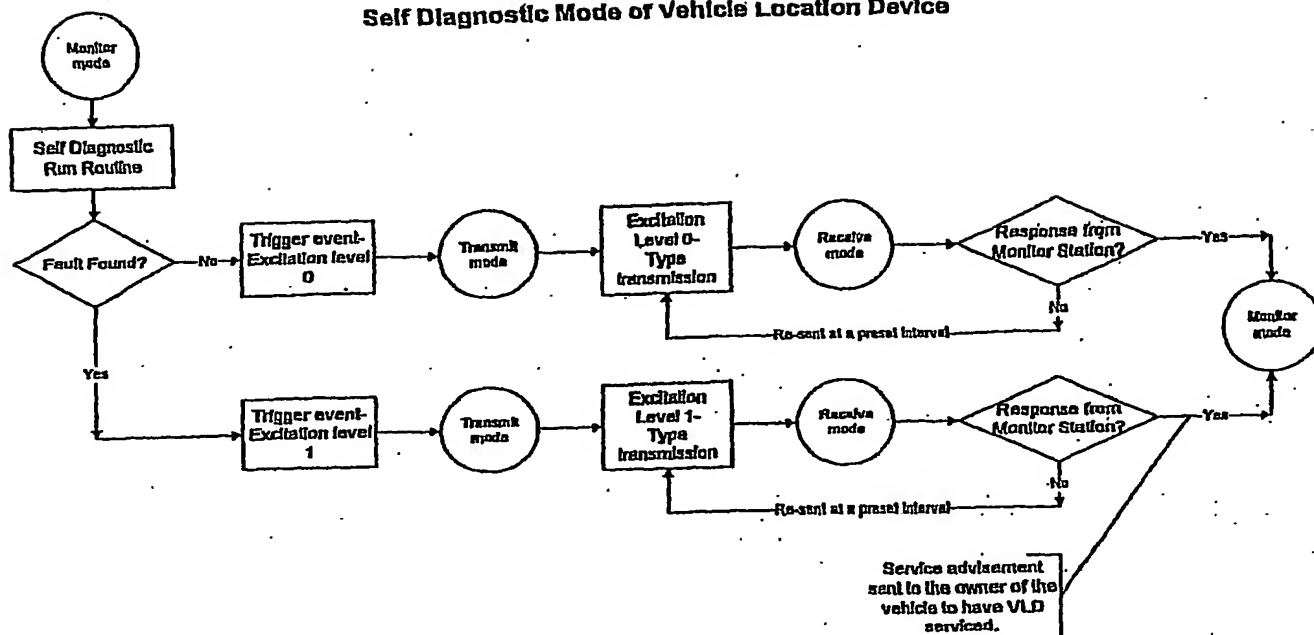 Self Diagnostic Mode of Vehicle Location Device
Monitor
mode
Self Diagnostic
Run Routine
Fault Found?
No
Trigger event-
Excitation level
0
Transmit
mode
Excitation
Level 0-
Type
transmission
Receive
mode
Response from
Monitor Station?
Yes
No
Re-sent at a preset interval
Monitor
mode
Yes
Trigger event-
Excitation level
1
Transmit
mode
Excitation
Level 1-
Type
transmission
Receive
mode
Response from
Monitor Station?
Yes
No
Re-sent at a preset interval
Service advisement
sent to the owner of the
vehicle to have VLD
serviced.